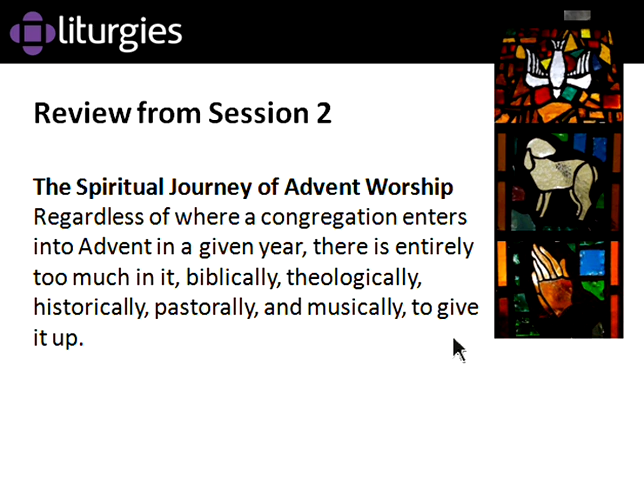 liturgies
Review from Session 2
The Spiritual Journey of Advent Worship
Regardless of where a congregation enters
into Advent in a given year, there is entirely
too much in it, biblically, theologically,
historically, pastorally, and musically, to give
it up.